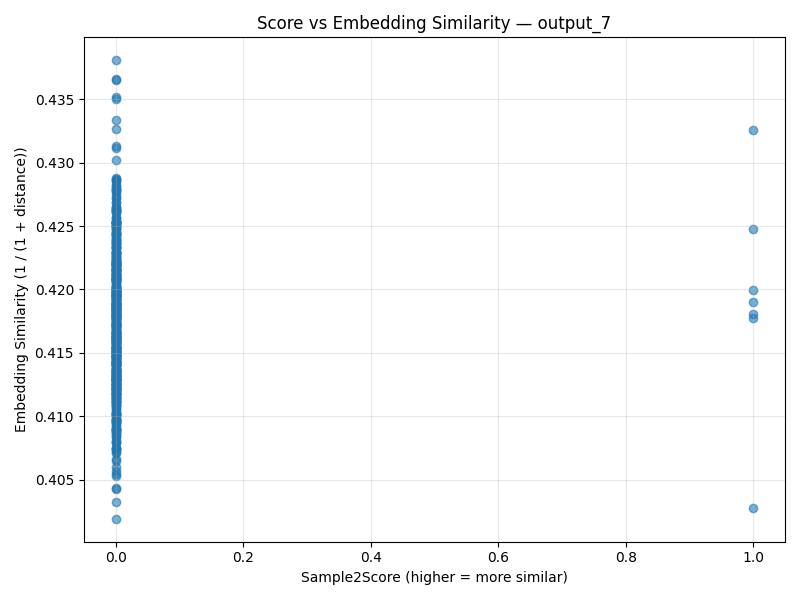 Score vs Embedding Similarity — output_7
Embedding Similarity (1 / (1 + distance))
0.435
0.430
0.425
0.420
0.415
0.410
0.405
0.0 0.2 0.4 0.6 0.8 1.0
Sample2Score (higher = more similar)